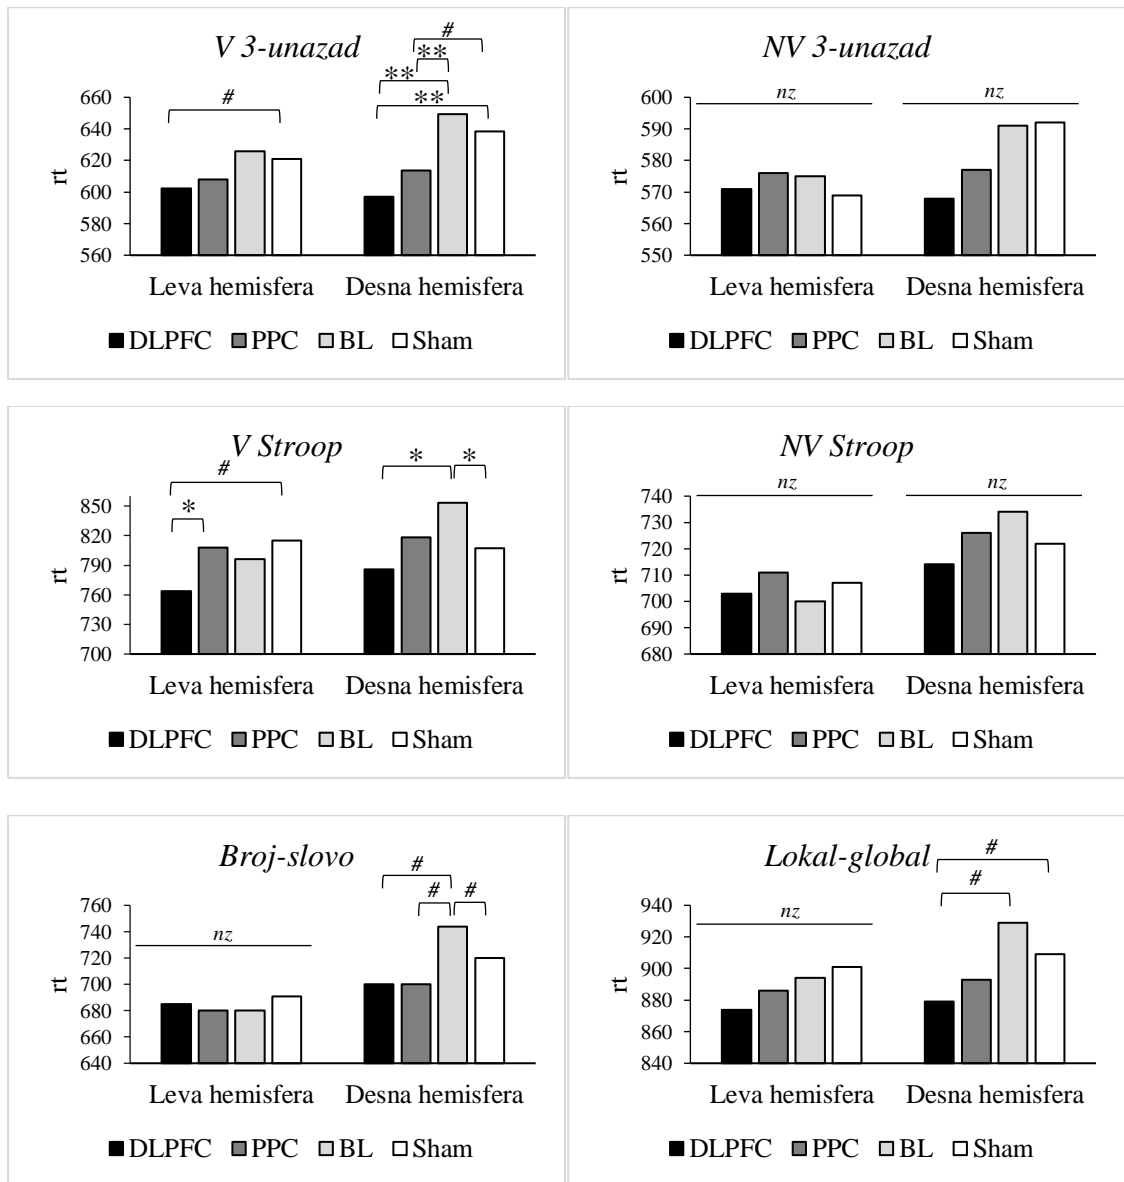 V 3-unazad
#
**
**
**
#
660
640
620
600
580
560
rt
Leva hemisfera Desna hemisfera
DLPFC PPC BL Sham
NV 3-unazad
nz nz
600
590
580
570
560
550
rt
Leva hemisfera Desna hemisfera
DLPFC PPC BL Sham
V Stroop
#
*
*
*
850
820
790
760
730
700
rt
Leva hemisfera Desna hemisfera
DLPFC PPC BL Sham
NV Stroop
nz nz
740
730
720
710
700
690
680
rt
Leva hemisfera Desna hemisfera
DLPFC PPC BL Sham
Broj-slovo
#
# #
nz
760
740
720
700
680
660
640
rt
Leva hemisfera Desna hemisfera
DLPFC PPC BL Sham
Lokal-global
#
#
nz
940
920
900
880
860
840
rt
Leva hemisfera Desna hemisfera
DLPFC PPC BL Sham